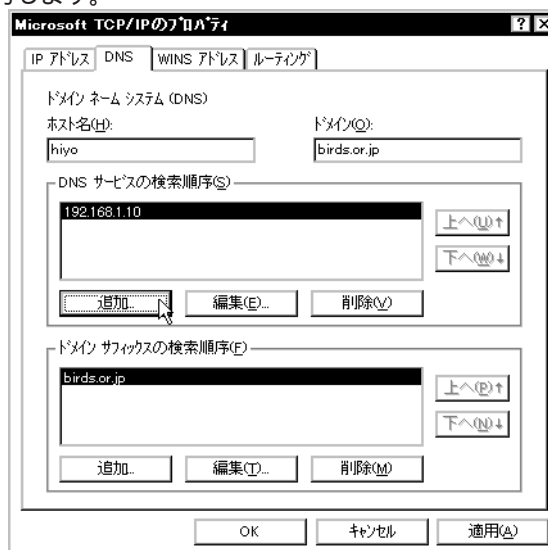 します。
Microsoft TCP/IPのﾌﾟﾛﾊﾟﾃｨ
IP ｱﾄﾞﾚｽ DNS WINS ｱﾄﾞﾚｽ ﾙｰﾃｨﾝｸﾞ
ﾄﾞﾒｲﾝ ﾈｰﾑ ｼｽﾃﾑ (DNS)
ホスト名(H): ﾄﾞﾒｲﾝ(O):
hiyo birds.or.jp
DNS ｻｰﾋﾞｽの検索順序(S)
192.168.1.10
上へ(U)↑
下へ(W)↓
追加... 編集(E)... 削除(V)
ﾄﾞﾒｲﾝ ｻﾌｨｯｸｽの検索順序(F)
birds.or.jp
上へ(P)↑
下へ(N)↓
追加... 編集(T)... 削除(M)
OK ｷｬﾝｾﾙ 適用(A)